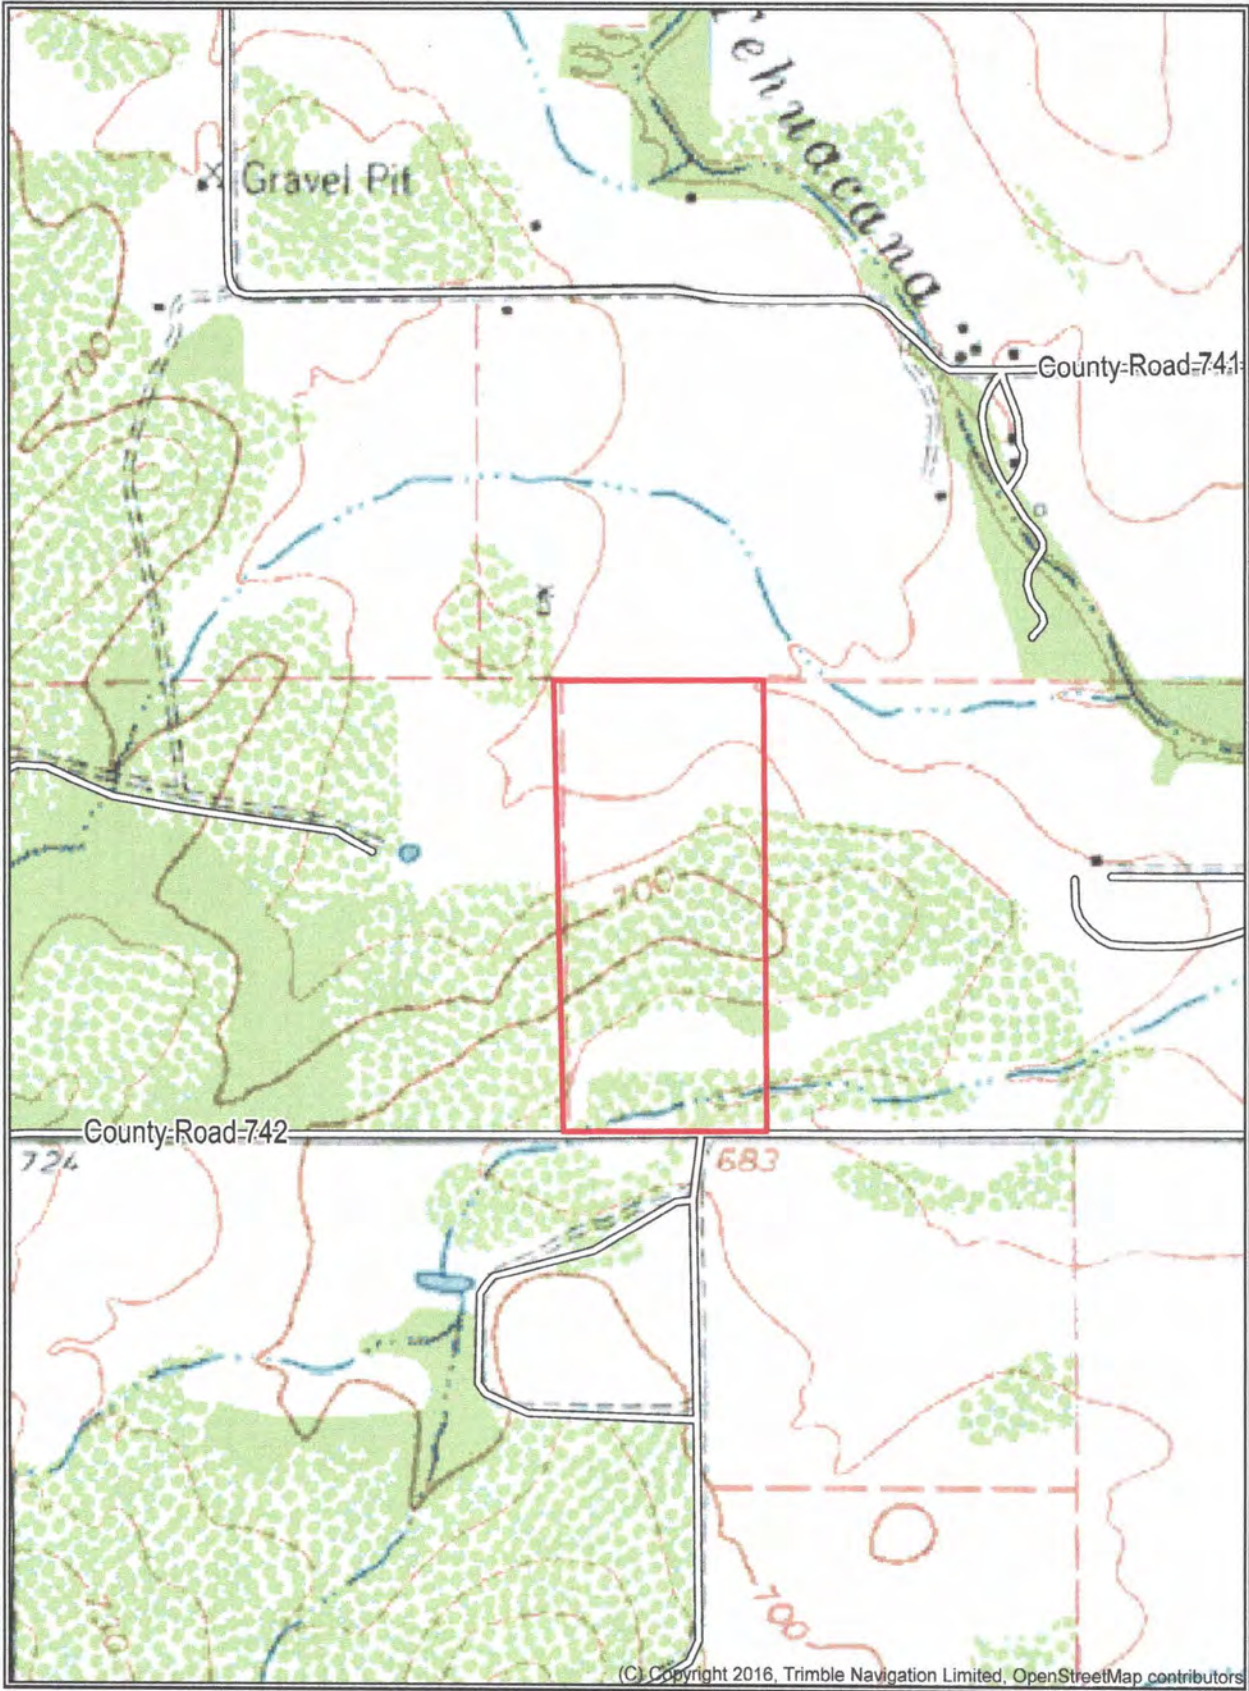 Tehuacana
Gravel Pit
700
County Road 741
700
County Road 742
724
683
700
(C) Copyright 2016, Trimble Navigation Limited, OpenStreetMap contributors